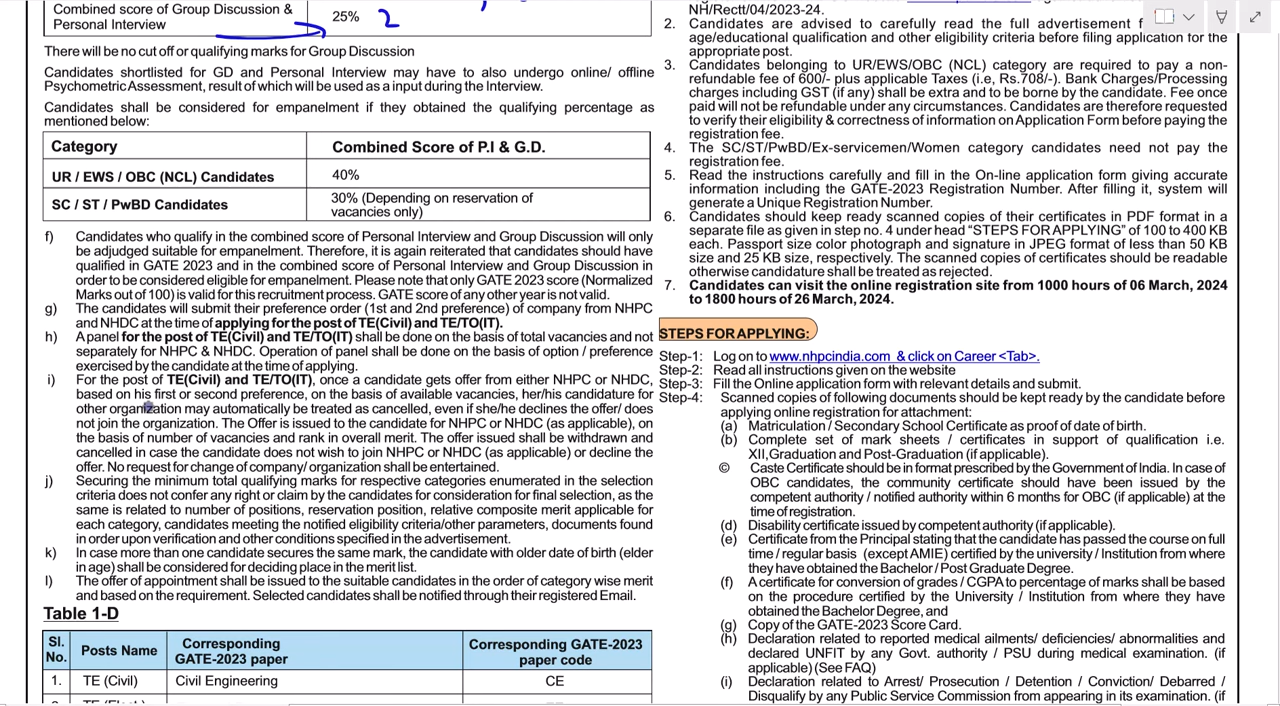 Combined score of Group Discussion &
Personal Interview
25%
2
There will be no cut off or qualifying marks for Group Discussion
Candidates shortlisted for GD and Personal Interview may have to also undergo online/ offline
Psychometric Assessment, result of which will be used as a input during the Interview.
Candidates shall be considered for empanelment if they obtained the qualifying percentage as
mentioned below:
Category
Combined Score of P.I & G.D.
UR / EWS / OBC (NCL) Candidates
40%
SC / ST / PwBD Candidates
30% (Depending on reservation of
vacancies only)
f) Candidates who qualify in the combined score of Personal Interview and Group Discussion will only
be adjudged suitable for empanelment. Therefore, it is again reiterated that candidates should have
qualified in GATE 2023 and in the combined score of Personal Interview and Group Discussion in
order to be considered eligible for empanelment. Please note that only GATE 2023 score (Normalized
Marks out of 100) is valid for this recruitment process. GATE score of any other year is not valid.
g) The candidates will submit their preference order (1st and 2nd preference) of company from NHPC
and NHDC at the time of applying for the post of TE(Civil) and TE/TO(IT).
h) A panel for the post of TE(Civil) and TE/TO(IT) shall be done on the basis of total vacancies and not
separately for NHPC & NHDC. Operation of panel shall be done on the basis of option / preference
exercised by the candidate at the time of applying.
i) For the post of TE(Civil) and TE/TO(IT), once a candidate gets offer from either NHPC or NHDC,
based on his first or second preference, on the basis of available vacancies, her/his candidature for
other organization may automatically be treated as cancelled, even if she/he declines the offer/ does
not join the organization. The Offer is issued to the candidate for NHPC or NHDC (as applicable), on
the basis of number of vacancies and rank in overall merit. The offer issued shall be withdrawn and
cancelled in case the candidate does not wish to join NHPC or NHDC (as applicable) or decline the
offer. No request for change of company/ organization shall be entertained.
j) Securing the minimum total qualifying marks for respective categories enumerated in the selection
criteria does not confer any right or claim by the candidates for consideration for final selection, as the
same is related to number of positions, reservation position, relative composite merit applicable for
each category, candidates meeting the notified eligibility criteria/other parameters, documents found
in order upon verification and other conditions specified in the advertisement.
k) In case more than one candidate secures the same mark, the candidate with older date of birth (elder
in age) shall be considered for deciding place in the merit list.
l) The offer of appointment shall be issued to the suitable candidates in the order of category wise merit
and based on the requirement. Selected candidates shall be notified through their registered Email.
Table 1-D
Sl. No.
Posts Name
Corresponding GATE-2023 paper
Corresponding GATE-2023 paper code
1. TE (Civil) Civil Engineering CE
NH/Rectt/04/2023-24.
2. Candidates are advised to carefully read the full advertisement f
age/educational qualification and other eligibility criteria before filing application for the
appropriate post.
3. Candidates belonging to UR/EWS/OBC (NCL) category are required to pay a non-
refundable fee of 600/- plus applicable Taxes (i.e, Rs.708/-). Bank Charges/Processing
charges including GST (if any) shall be extra and to be borne by the candidate. Fee once
paid will not be refundable under any circumstances. Candidates are therefore requested
to verify their eligibility & correctness of information on Application Form before paying the
registration fee.
4. The SC/ST/PwBD/Ex-servicemen/Women category candidates need not pay the
registration fee.
5. Read the instructions carefully and fill in the On-line application form giving accurate
information including the GATE-2023 Registration Number. After filling it, system will
generate a Unique Registration Number.
6. Candidates should keep ready scanned copies of their certificates in PDF format in a
separate file as given in step no. 4 under head "STEPS FOR APPLYING" of 100 to 400 KB
each. Passport size color photograph and signature in JPEG format of less than 50 KB
size and 25 KB size, respectively. The scanned copies of certificates should be readable
otherwise candidature shall be treated as rejected.
7. Candidates can visit the online registration site from 1000 hours of 06 March, 2024
to 1800 hours of 26 March, 2024.
STEPS FOR APPLYING:
Step-1: Log on to www.nhpcindia.com & click on Career <Tab>.
Step-2: Read all instructions given on the website
Step-3: Fill the Online application form with relevant details and submit.
Step-4: Scanned copies of following documents should be kept ready by the candidate before
applying online registration for attachment:
(a) Matriculation / Secondary School Certificate as proof of date of birth.
(b) Complete set of mark sheets / certificates in support of qualification i.e.
XII,Graduation and Post-Graduation (if applicable).
© Caste Certificate should be in format prescribed by the Government of India. In case of
OBC candidates, the community certificate should have been issued by the
competent authority / notified authority within 6 months for OBC (if applicable) at the
time of registration.
(d) Disability certificate issued by competent authority (if applicable).
(e) Certificate from the Principal stating that the candidate has passed the course on full
time / regular basis (except AMIE) certified by the university / Institution from where
they have obtained the Bachelor / Post Graduate Degree.
(f) A certificate for conversion of grades / CGPA to percentage of marks shall be based
on the procedure certified by the University / Institution from where they have
obtained the Bachelor Degree, and
(g) Copy of the GATE-2023 Score Card.
(h) Declaration related to reported medical ailments/ deficiencies/ abnormalities and
declared UNFIT by any Govt. authority / PSU during medical examination. (if
applicable) (See FAQ)
(i) Declaration related to Arrest/ Prosecution / Detention / Conviction/ Debarred /
Disqualify by any Public Service Commission from appearing in its examination. (if